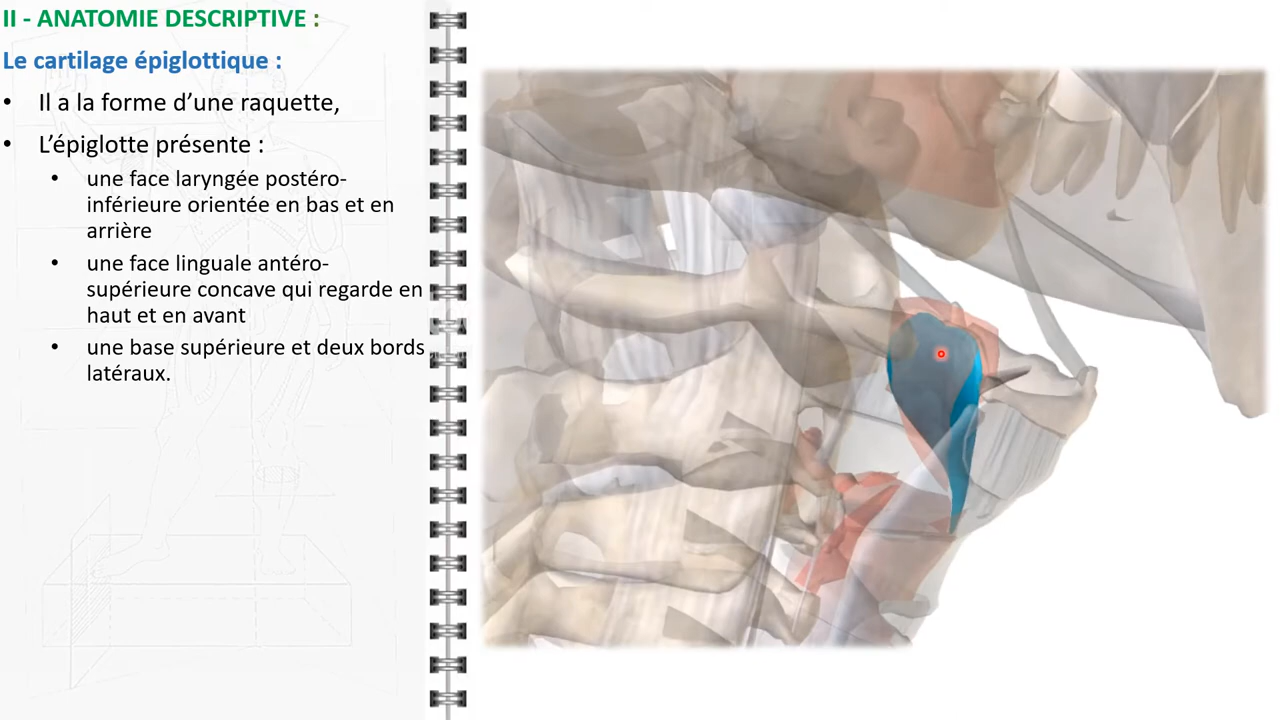 II - ANATOMIE DESCRIPTIVE :
Le cartilage épiglottique :
• Il a la forme d’une raquette,
• L’épiglotte présente :
• une face laryngée postéro-
inférieure orientée en bas et en
arrière
• une face linguale antéro-
supérieure concave qui regarde en
haut et en avant
• une base supérieure et deux bords
latéraux.